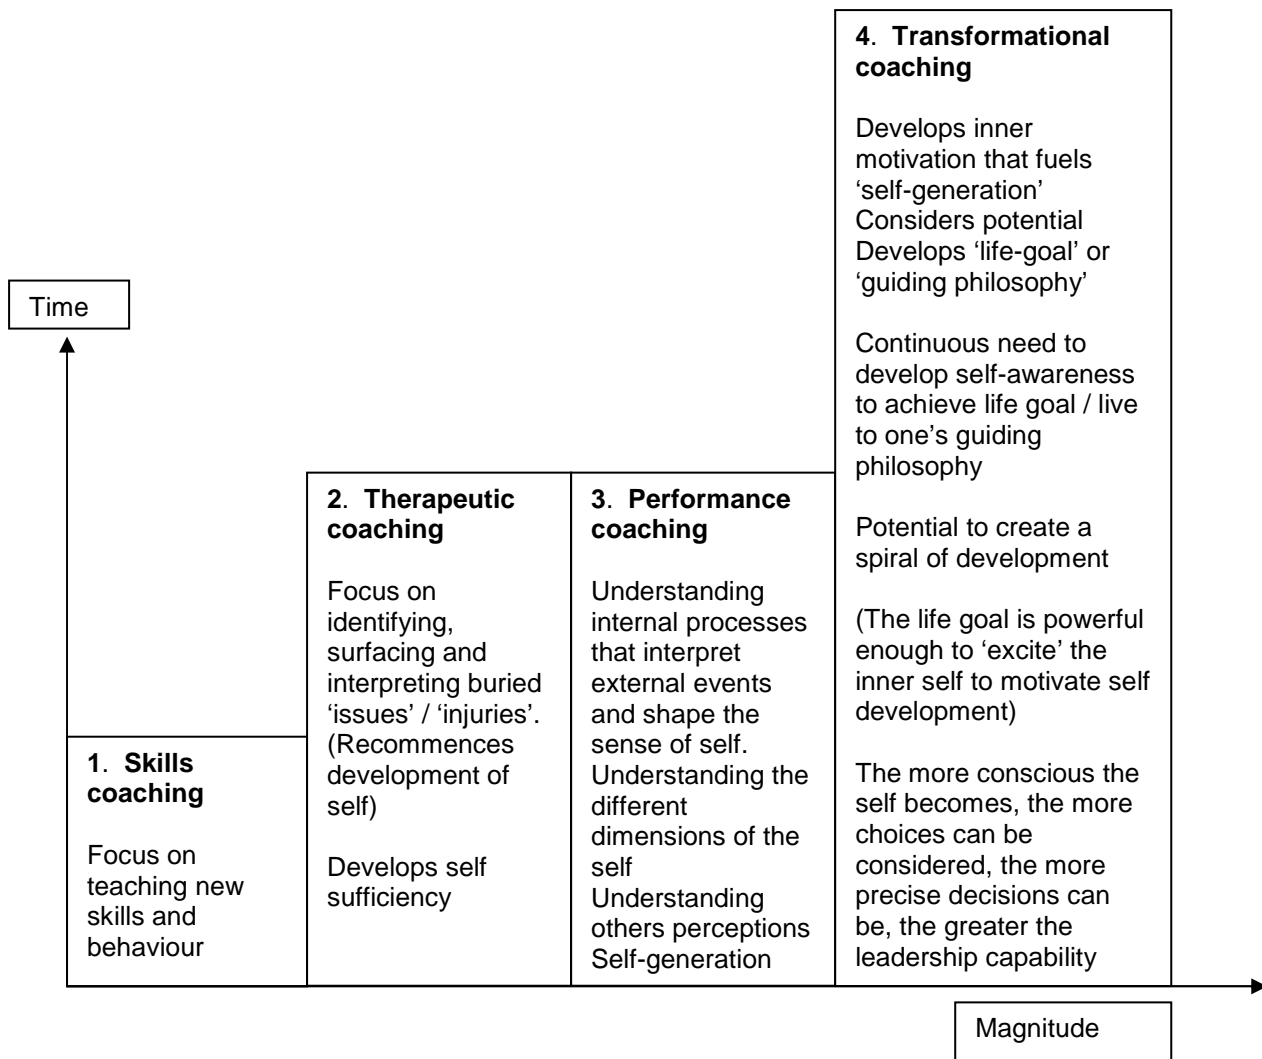 Time
1.  Skills
coaching
Focus on
teaching new
skills and
behaviour
2.  Therapeutic
coaching
Focus on
identifying,
surfacing and
interpreting buried
‘issues’ / ‘injuries’.
(Recommences
development of
self)
Develops self
sufficiency
3.  Performance
coaching
Understanding
internal processes
that interpret
external events
and shape the
sense of self.
Understanding the
different
dimensions of the
self
Understanding
others perceptions
Self-generation
4.  Transformational
coaching
Develops inner
motivation that fuels
‘self-generation’
Considers potential
Develops ‘life-goal’ or
‘guiding philosophy’
Continuous need to
develop self-awareness
to achieve life goal / live
to one’s guiding
philosophy
Potential to create a
spiral of development
(The life goal is powerful
enough to ‘excite’ the
inner self to motivate self
development)
The more conscious the
self becomes, the more
choices can be
considered, the more
precise decisions can
be, the greater the
leadership capability
Magnitude